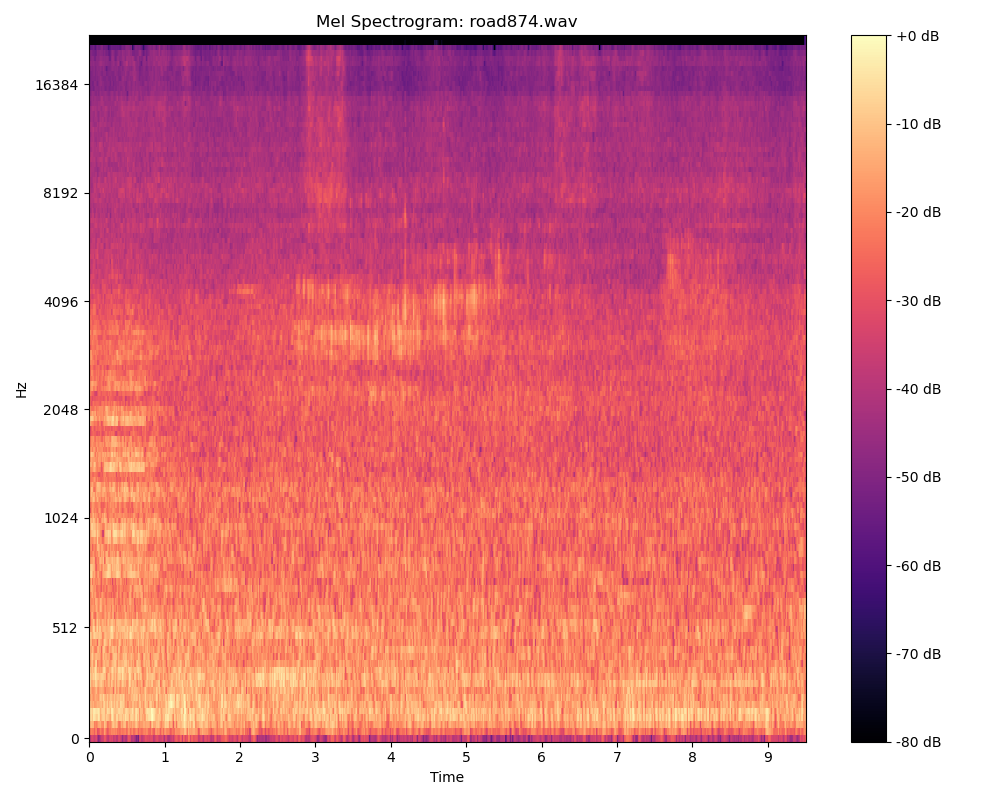 Mel Spectrogram: road874.wav
Hz
16384
8192
4096
2048
1024
512
0
0 1 2 3 4 5 6 7 8 9
Time
+0 dB
-10 dB
-20 dB
-30 dB
-40 dB
-50 dB
-60 dB
-70 dB
-80 dB